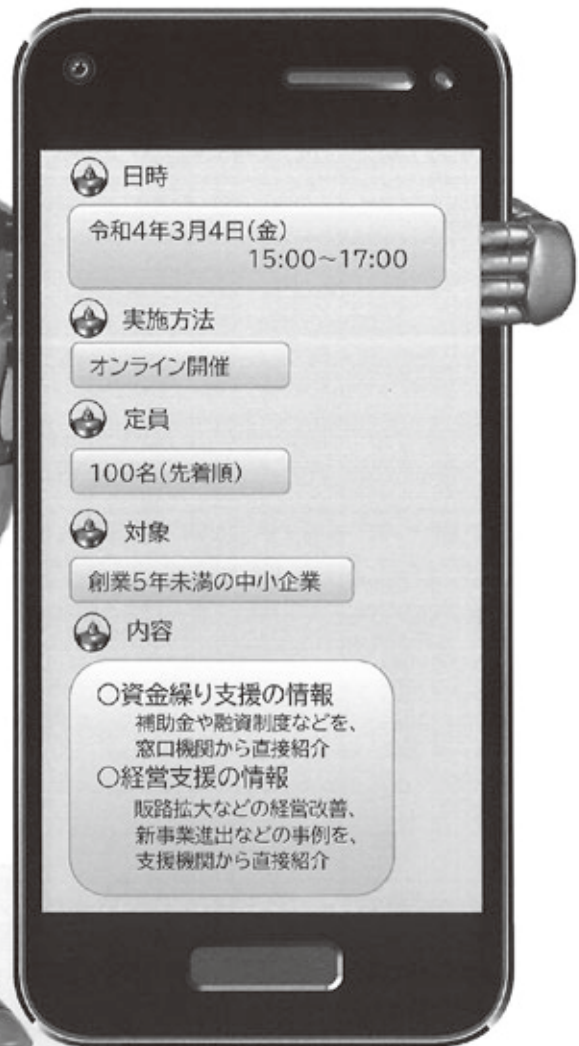 日時
令和4年3月4日(金)
15:00~17:00
実施方法
オンライン開催
定員
100名(先着順)
対象
創業5年未満の中小企業
内容
○資金繰り支援の情報
補助金や融資制度などを、
窓口機関から直接紹介
○経営支援の情報
販路拡大などの経営改善、
新事業進出などの事例を、
支援機関から直接紹介